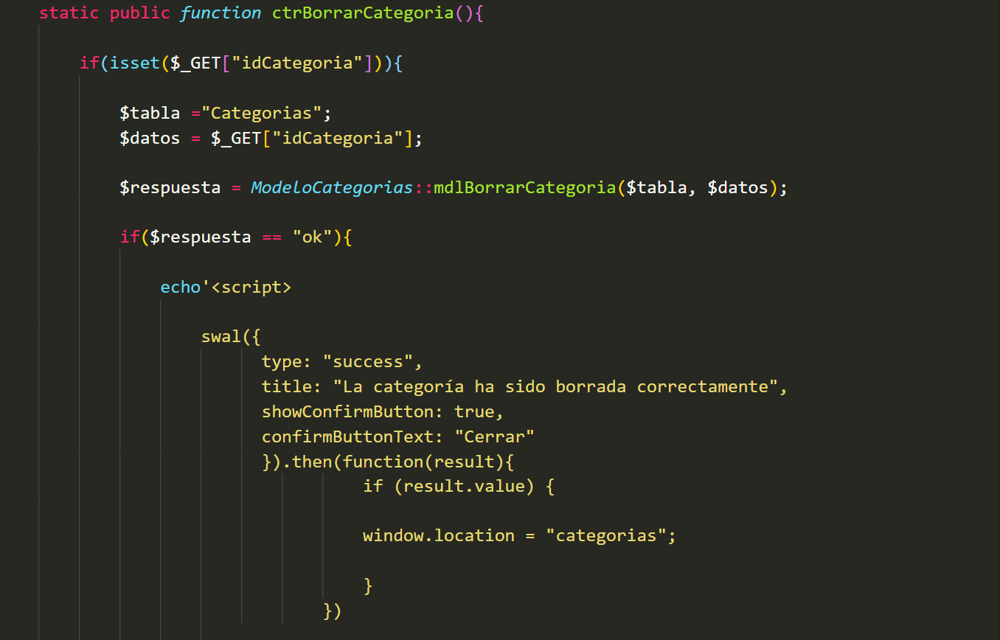 static public function ctrBorrarCategoria(){
if(isset($_GET["idCategoria"])){
$tabla ="Categorias";
$datos = $_GET["idCategoria"];
$respuesta = ModeloCategorias::mdlBorrarCategoria($tabla, $datos);
if($respuesta == "ok"){
echo'<script>
swal({
type: "success",
title: "La categoría ha sido borrada correctamente",
showConfirmButton: true,
confirmButtonText: "Cerrar"
}).then(function(result){
if (result.value) {
window.location = "categorias";
}
})